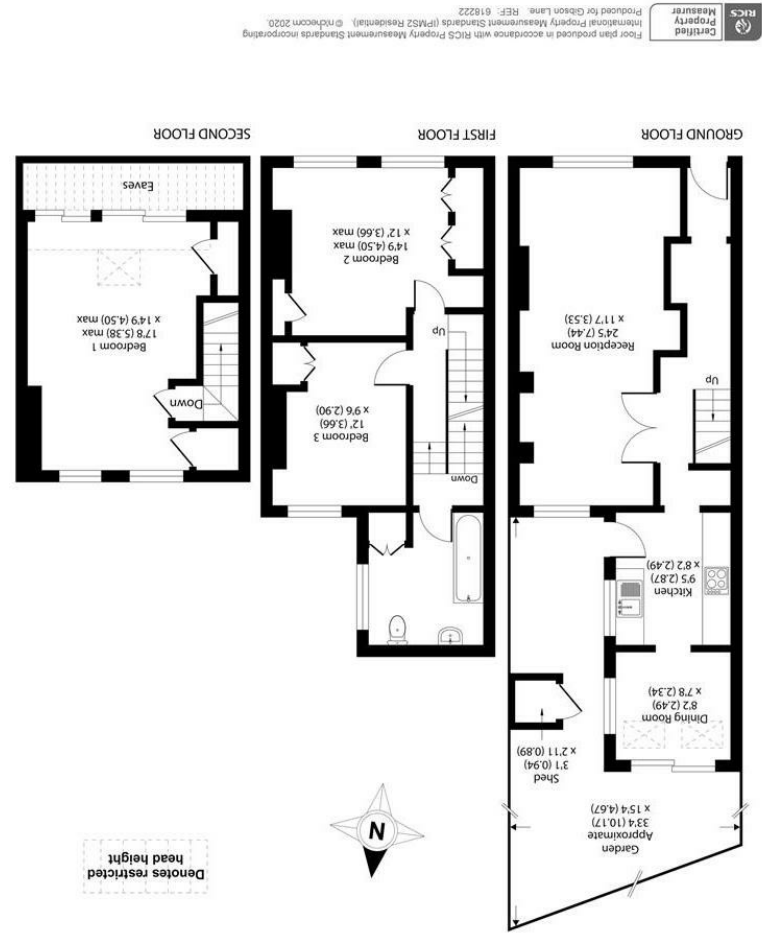 Denotes restricted
head height
N
Garden
Approximate
33'4 (10.17)
x 15'4 (4.67)
Shed
3'1 (0.94)
x 2'11 (0.89)
Dining Room
8'2 (2.49)
x 7'8 (2.34)
Kitchen
9'5 (2.87)
x 8'2 (2.49)
Up
Reception Room
24'5 (7.44)
x 11'7 (3.53)
GROUND FLOOR
Down
Bedroom 3
12' (3.66)
x 9'6 (2.90)
Up
Bedroom 2
14'9 (4.50) max
x 12' (3.66) max
FIRST FLOOR
Down
Bedroom 1
17'8 (5.38) max
x 14'9 (4.50) max
Eaves
SECOND FLOOR
RICS
Certified
Property
Measurer
Floor plan produced in accordance with RICS Property Measurement Standards incorporating
International Property Measurement Standards (IPMS2 Residential). © nichecom 2020.
Produced for Gibson Lane. REF: 618222